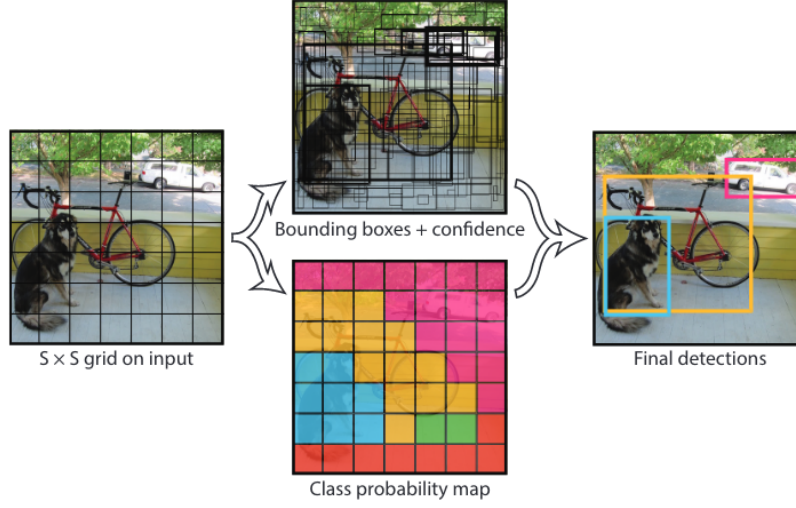 Bounding boxes + confidence
S × S grid on input
Final detections
Class probability map